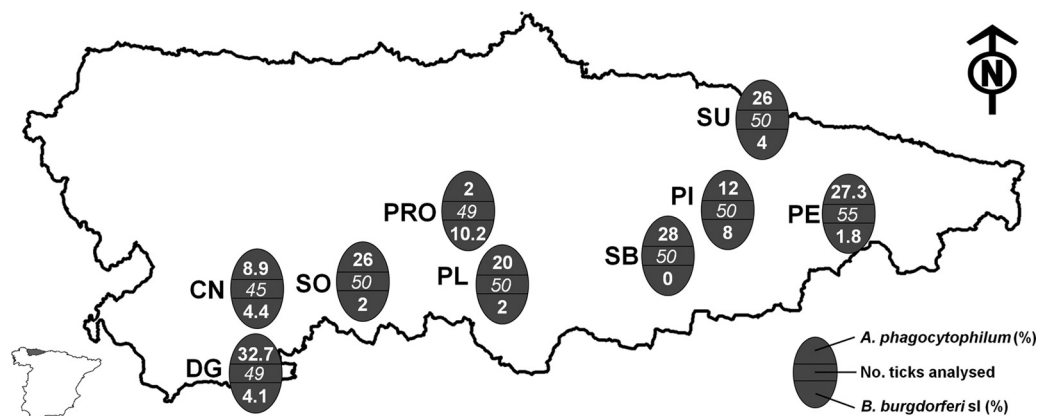 N
SU
26
50
4
PRO
2
49
10.2
PI
12
50
8
PE
27.3
55
1.8
SB
28
50
0
CN
8.9
45
4.4
SO
26
50
2
PL
20
50
2
DG
32.7
49
4.1
A. phagocytophilum (%)
No. ticks analysed
B. burgdorferi sl (%)